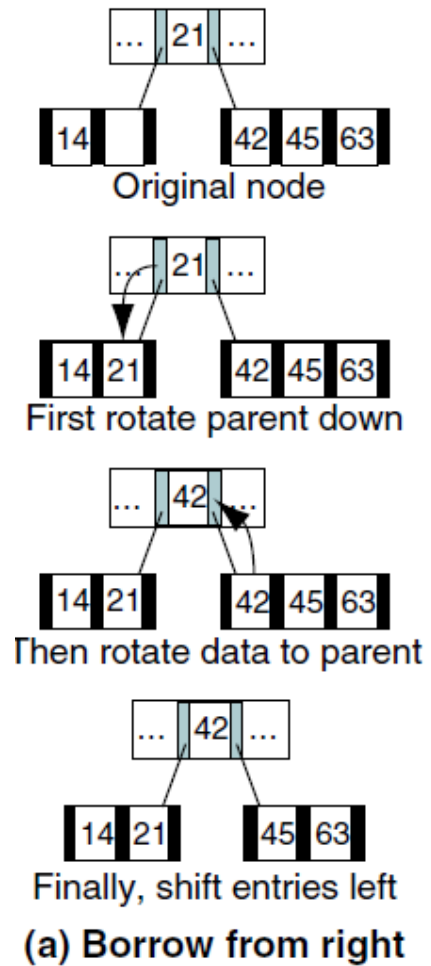 ... 21 ...
14 42 45 63
Original node
... 21 ...
14 21 42 45 63
First rotate parent down
... 42 ...
14 21 42 45 63
Then rotate data to parent
... 42 ...
14 21 45 63
Finally, shift entries left
(a) Borrow from right